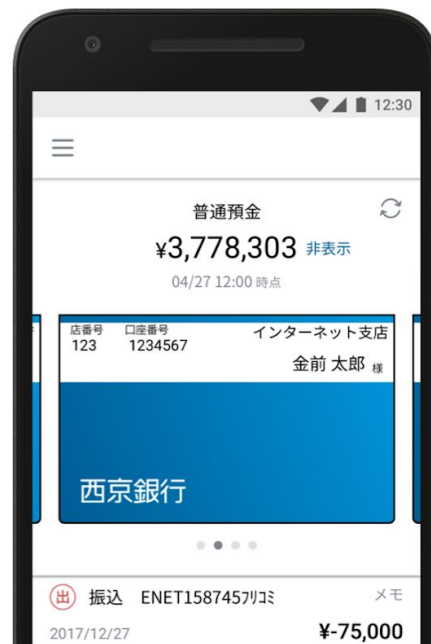 12:30
普通預金
¥3,778,303 非表示
04/27 12:00 時点
店番号 口座番号 インターネット支店
123 1234567
金前 太郎 様
西京銀行
出 振込 ENET158745ﾌﾘｺﾐ メモ
2017/12/27 ¥-75,000